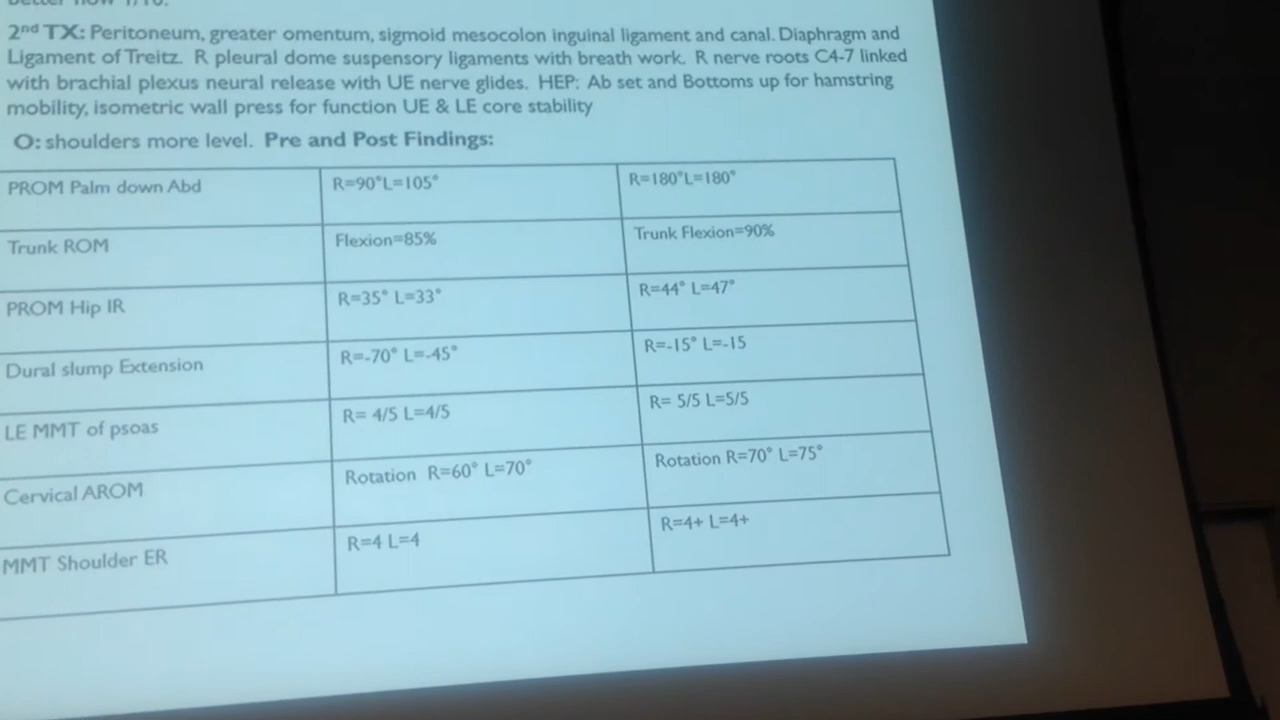 2nd TX: Peritoneum, greater omentum, sigmoid mesocolon inguinal ligament and canal. Diaphragm and
Ligament of Treitz. R pleural dome suspensory ligaments with breath work. R nerve roots C4-7 linked
with brachial plexus neural release with UE nerve glides. HEP: Ab set and Bottoms up for hamstring
mobility, isometric wall press for function UE & LE core stability
O: shoulders more level. Pre and Post Findings:
PROM Palm down Abd R=90°L=105° R=180°L=180°
Trunk ROM Flexion=85% Trunk Flexion=90%
PROM Hip IR R=35° L=33° R=44° L=47°
Dural slump Extension R=-70° L=-45° R=-15° L=-15
LE MMT of psoas R= 4/5 L=4/5 R= 5/5 L=5/5
Cervical AROM Rotation R=60° L=70° Rotation R=70° L=75°
MMT Shoulder ER R=4 L=4 R=4+ L=4+